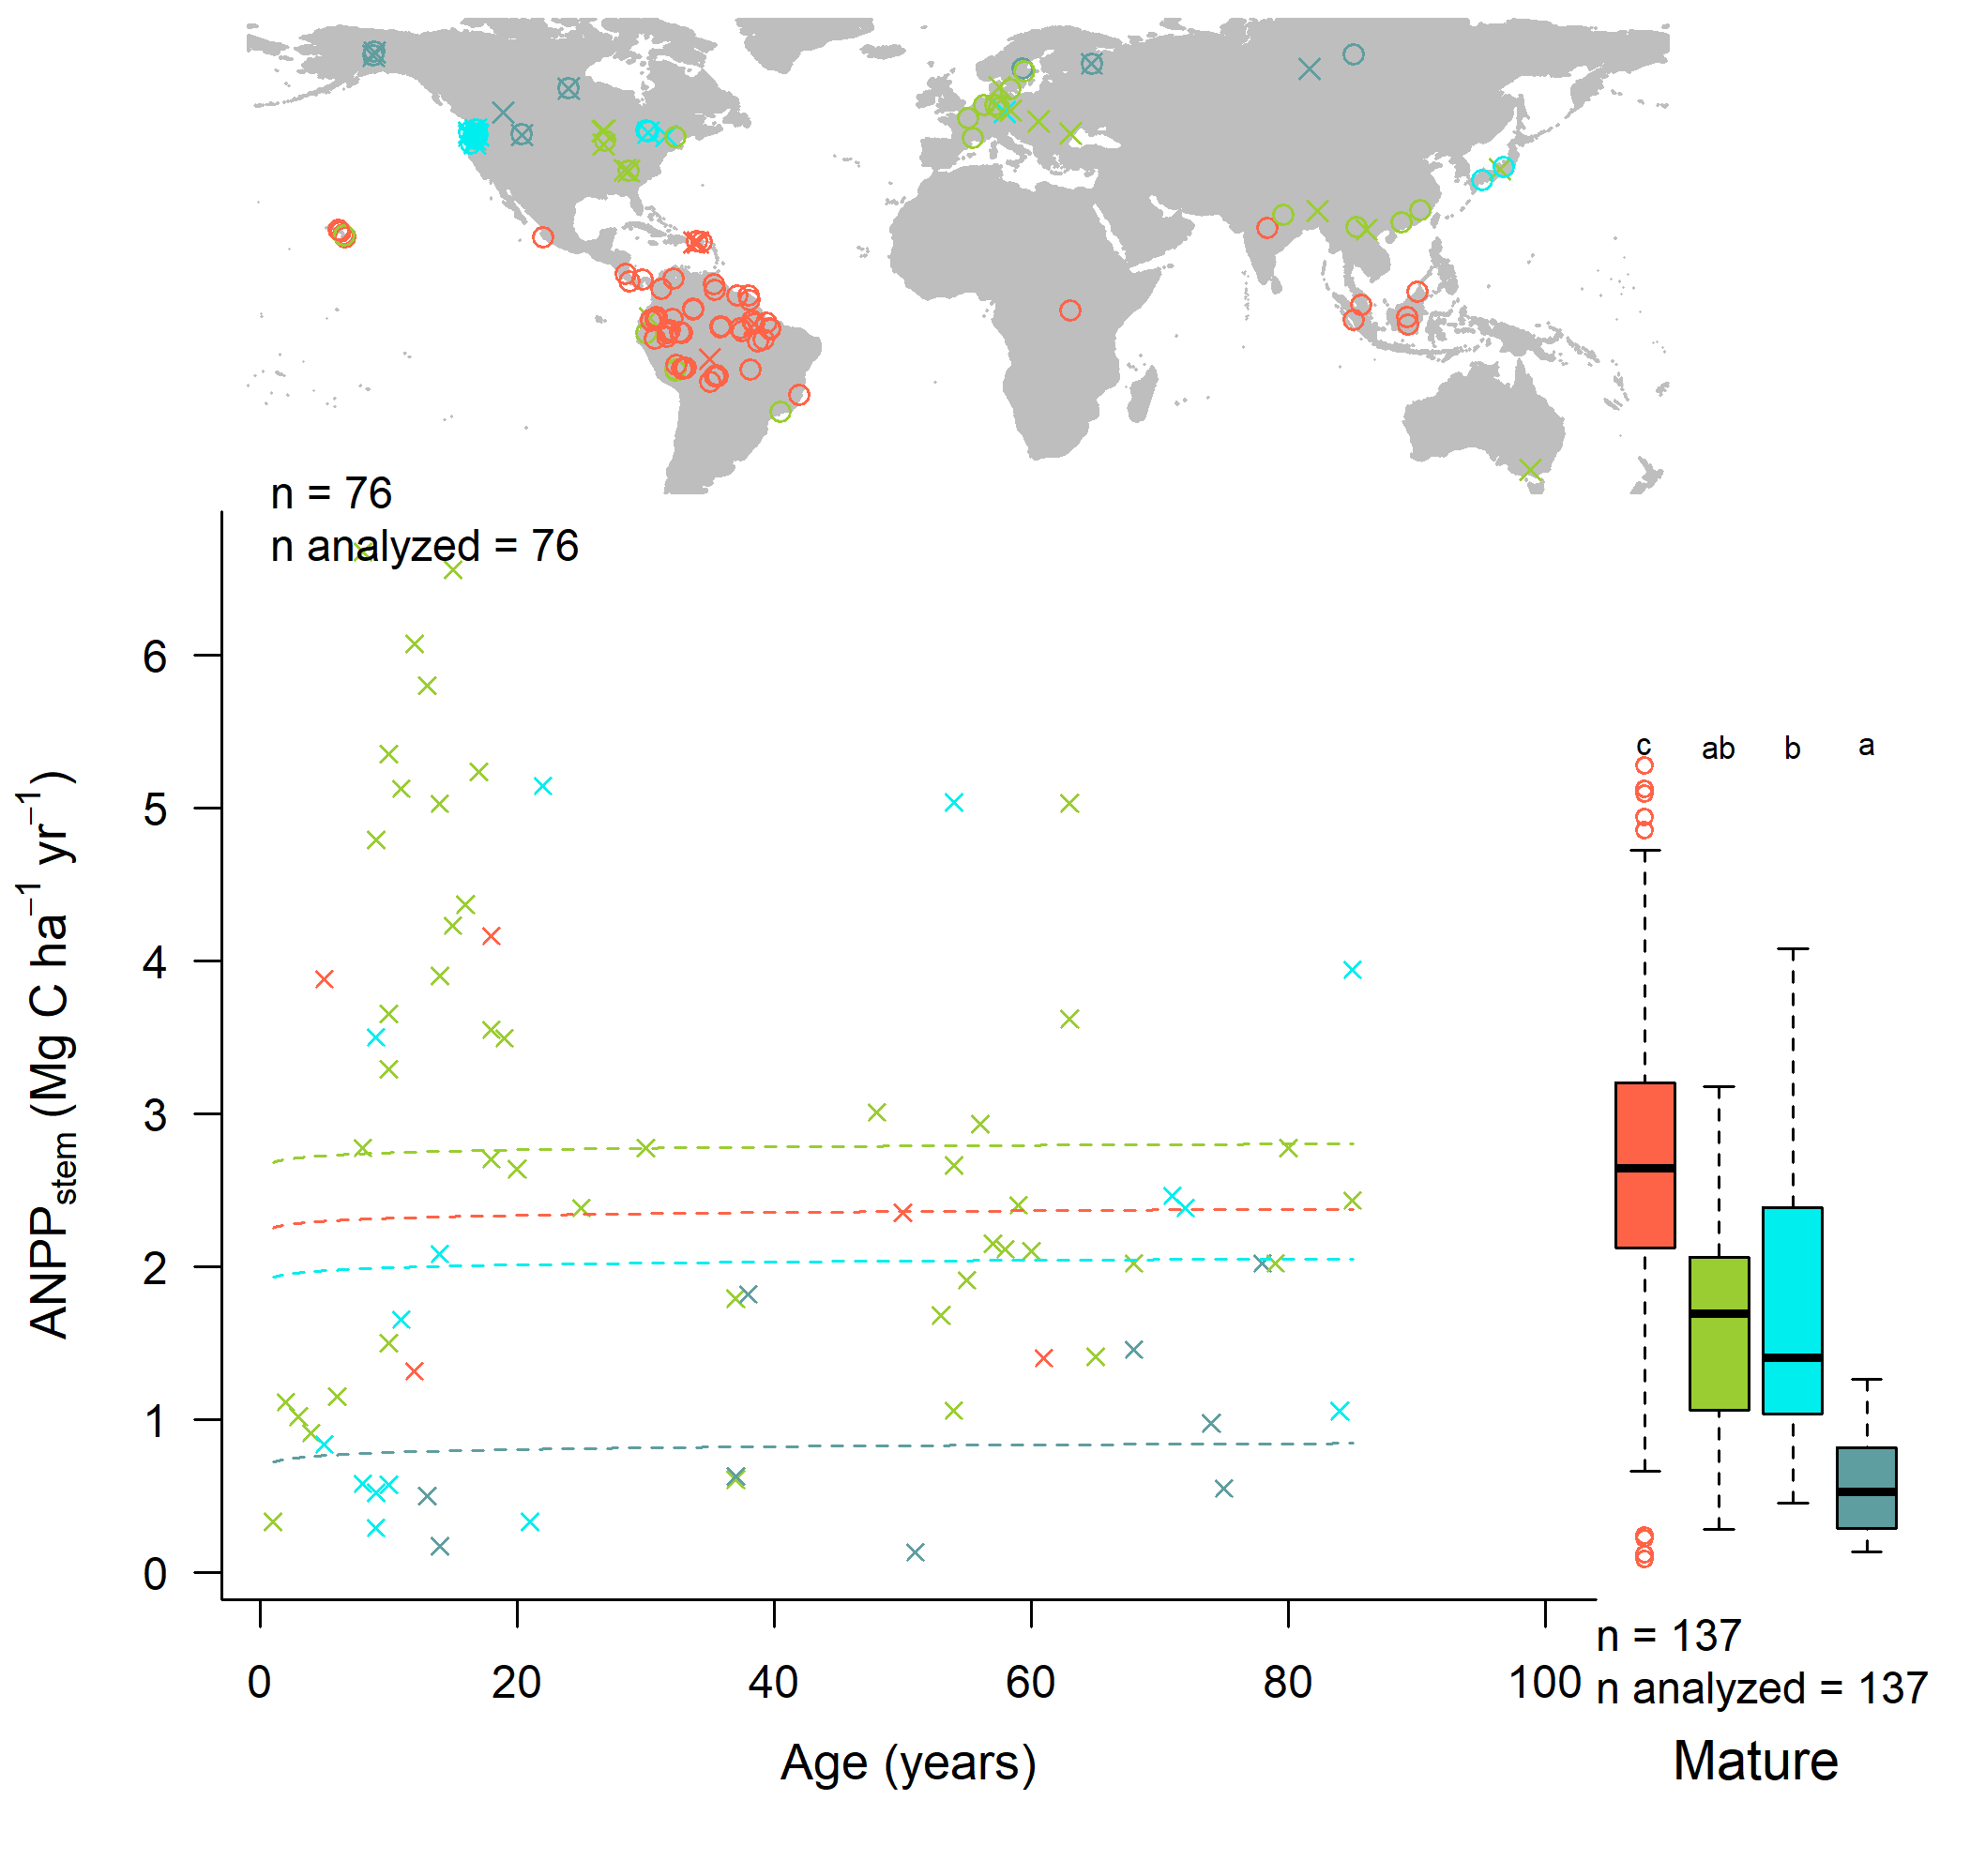 n = 76
n analyzed = 76
6
5
4
3
2
1
0
ANPPstem (Mg C ha−1 yr−1)
c ab b a
0 20 40 60 80 100
n = 137
n analyzed = 137
Age (years)
Mature